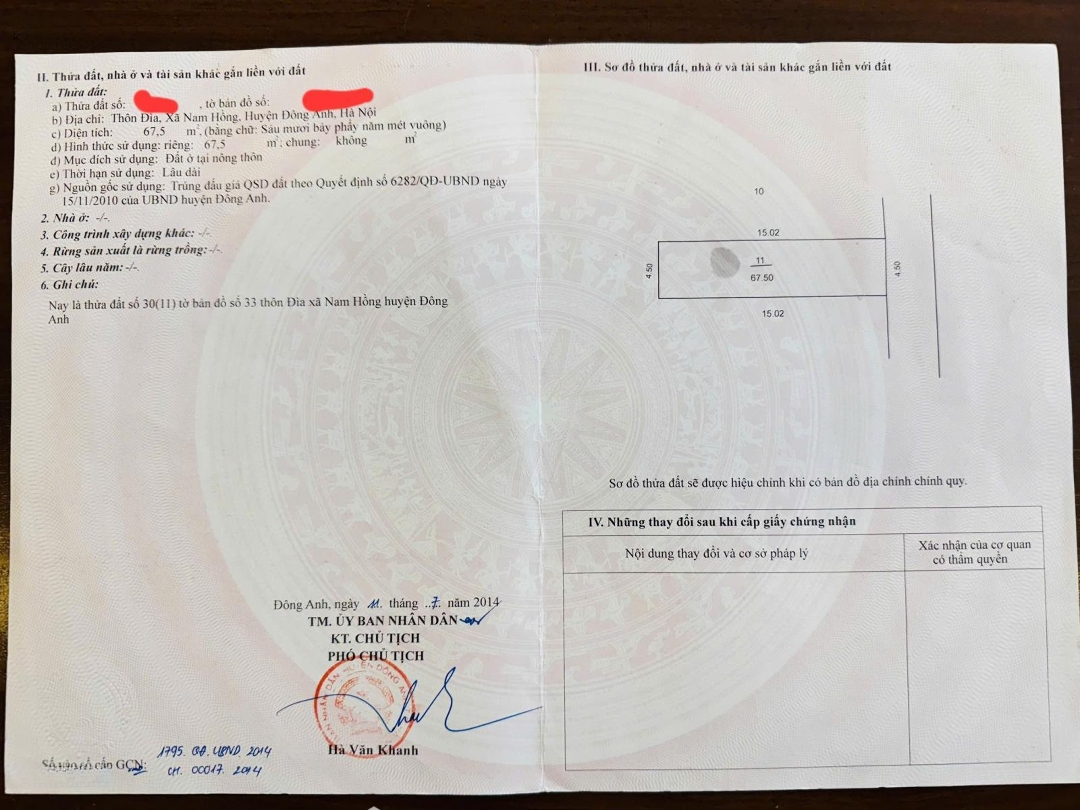 II. Thửa đất, nhà ở và tài sản khác gắn liền với đất
1. Thửa đất:
a) Thửa đất số: , tờ bản đồ số:
b) Địa chỉ: Thôn Đìa, Xã Nam Hồng, Huyện Đông Anh, Hà Nội
c) Diện tích: 67,5 m², (bằng chữ: Sáu mươi bảy phẩy năm mét vuông)
d) Hình thức sử dụng: riêng: 67,5 m²; chung: không m²
đ) Mục đích sử dụng: Đất ở tại nông thôn
e) Thời hạn sử dụng: Lâu dài
g) Nguồn gốc sử dụng: Trúng đấu giá QSD đất theo Quyết định số 6282/QĐ-UBND ngày
15/11/2010 của UBND huyện Đông Anh.
2. Nhà ở: -/-.
3. Công trình xây dựng khác: -/-.
4. Rừng sản xuất là rừng trồng:-/-.
5. Cây lâu năm:-/-.
6. Ghi chú:
Nay là thửa đất số 30(11) tờ bản đồ số 33 thôn Đìa xã Nam Hồng huyện Đông
Anh
Đông Anh, ngày 11. tháng ..7. năm 2014
TM. ỦY BAN NHÂN DÂN
KT. CHỦ TỊCH
PHÓ CHỦ TỊCH
Hà Văn Khanh
Số vào sổ cấp GCN:
1795. QĐ. UBND 2014
CH. 00017. 2014
III. Sơ đồ thửa đất, nhà ở và tài sản khác gắn liền với đất
10
15.02
4.50
11
67.50
4.50
15.02
Sơ đồ thửa đất sẽ được hiệu chỉnh khi có bản đồ địa chính chính quy.
IV. Những thay đổi sau khi cấp giấy chứng nhận
Nội dung thay đổi và cơ sở pháp lý
Xác nhận của cơ quan
có thẩm quyền